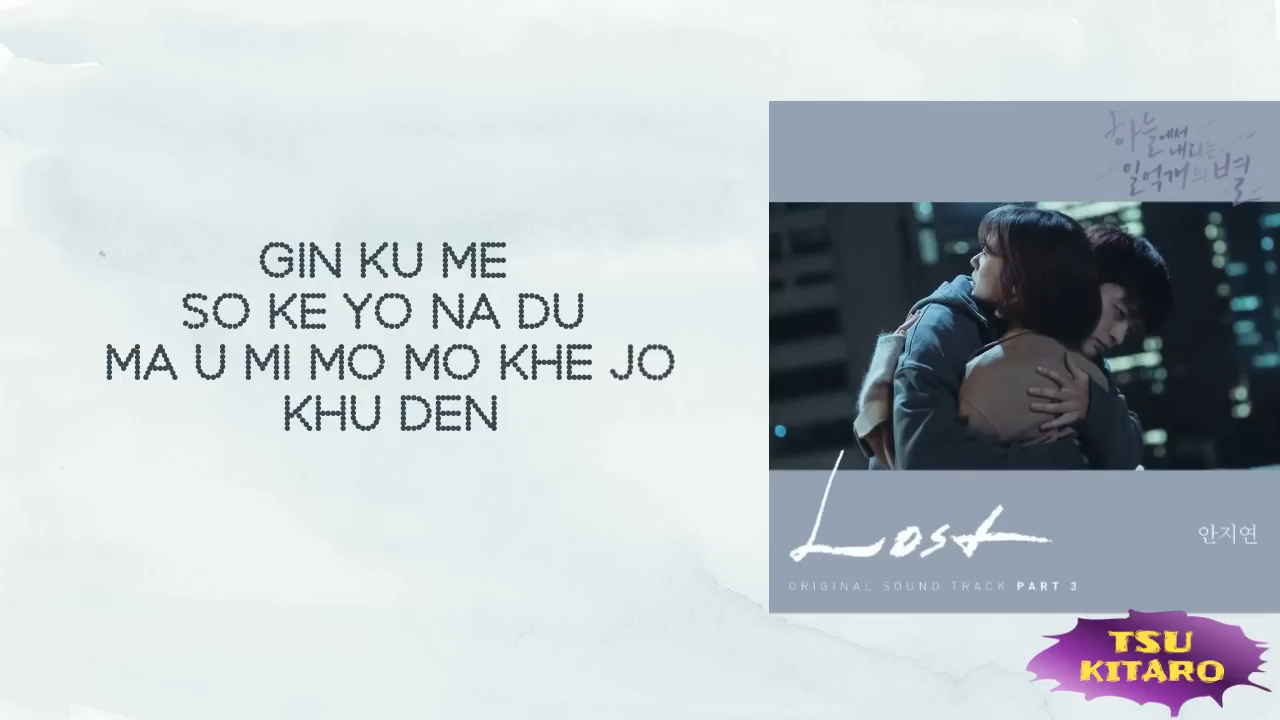 GIN KU ME
SO KE YO NA DU
MA U MI MO MO KHE JO
KHU DEN
하늘에서
내리는
일억개의 별
Lost
안지연
ORIGINAL SOUND TRACK PART 3
TSU
KITARO